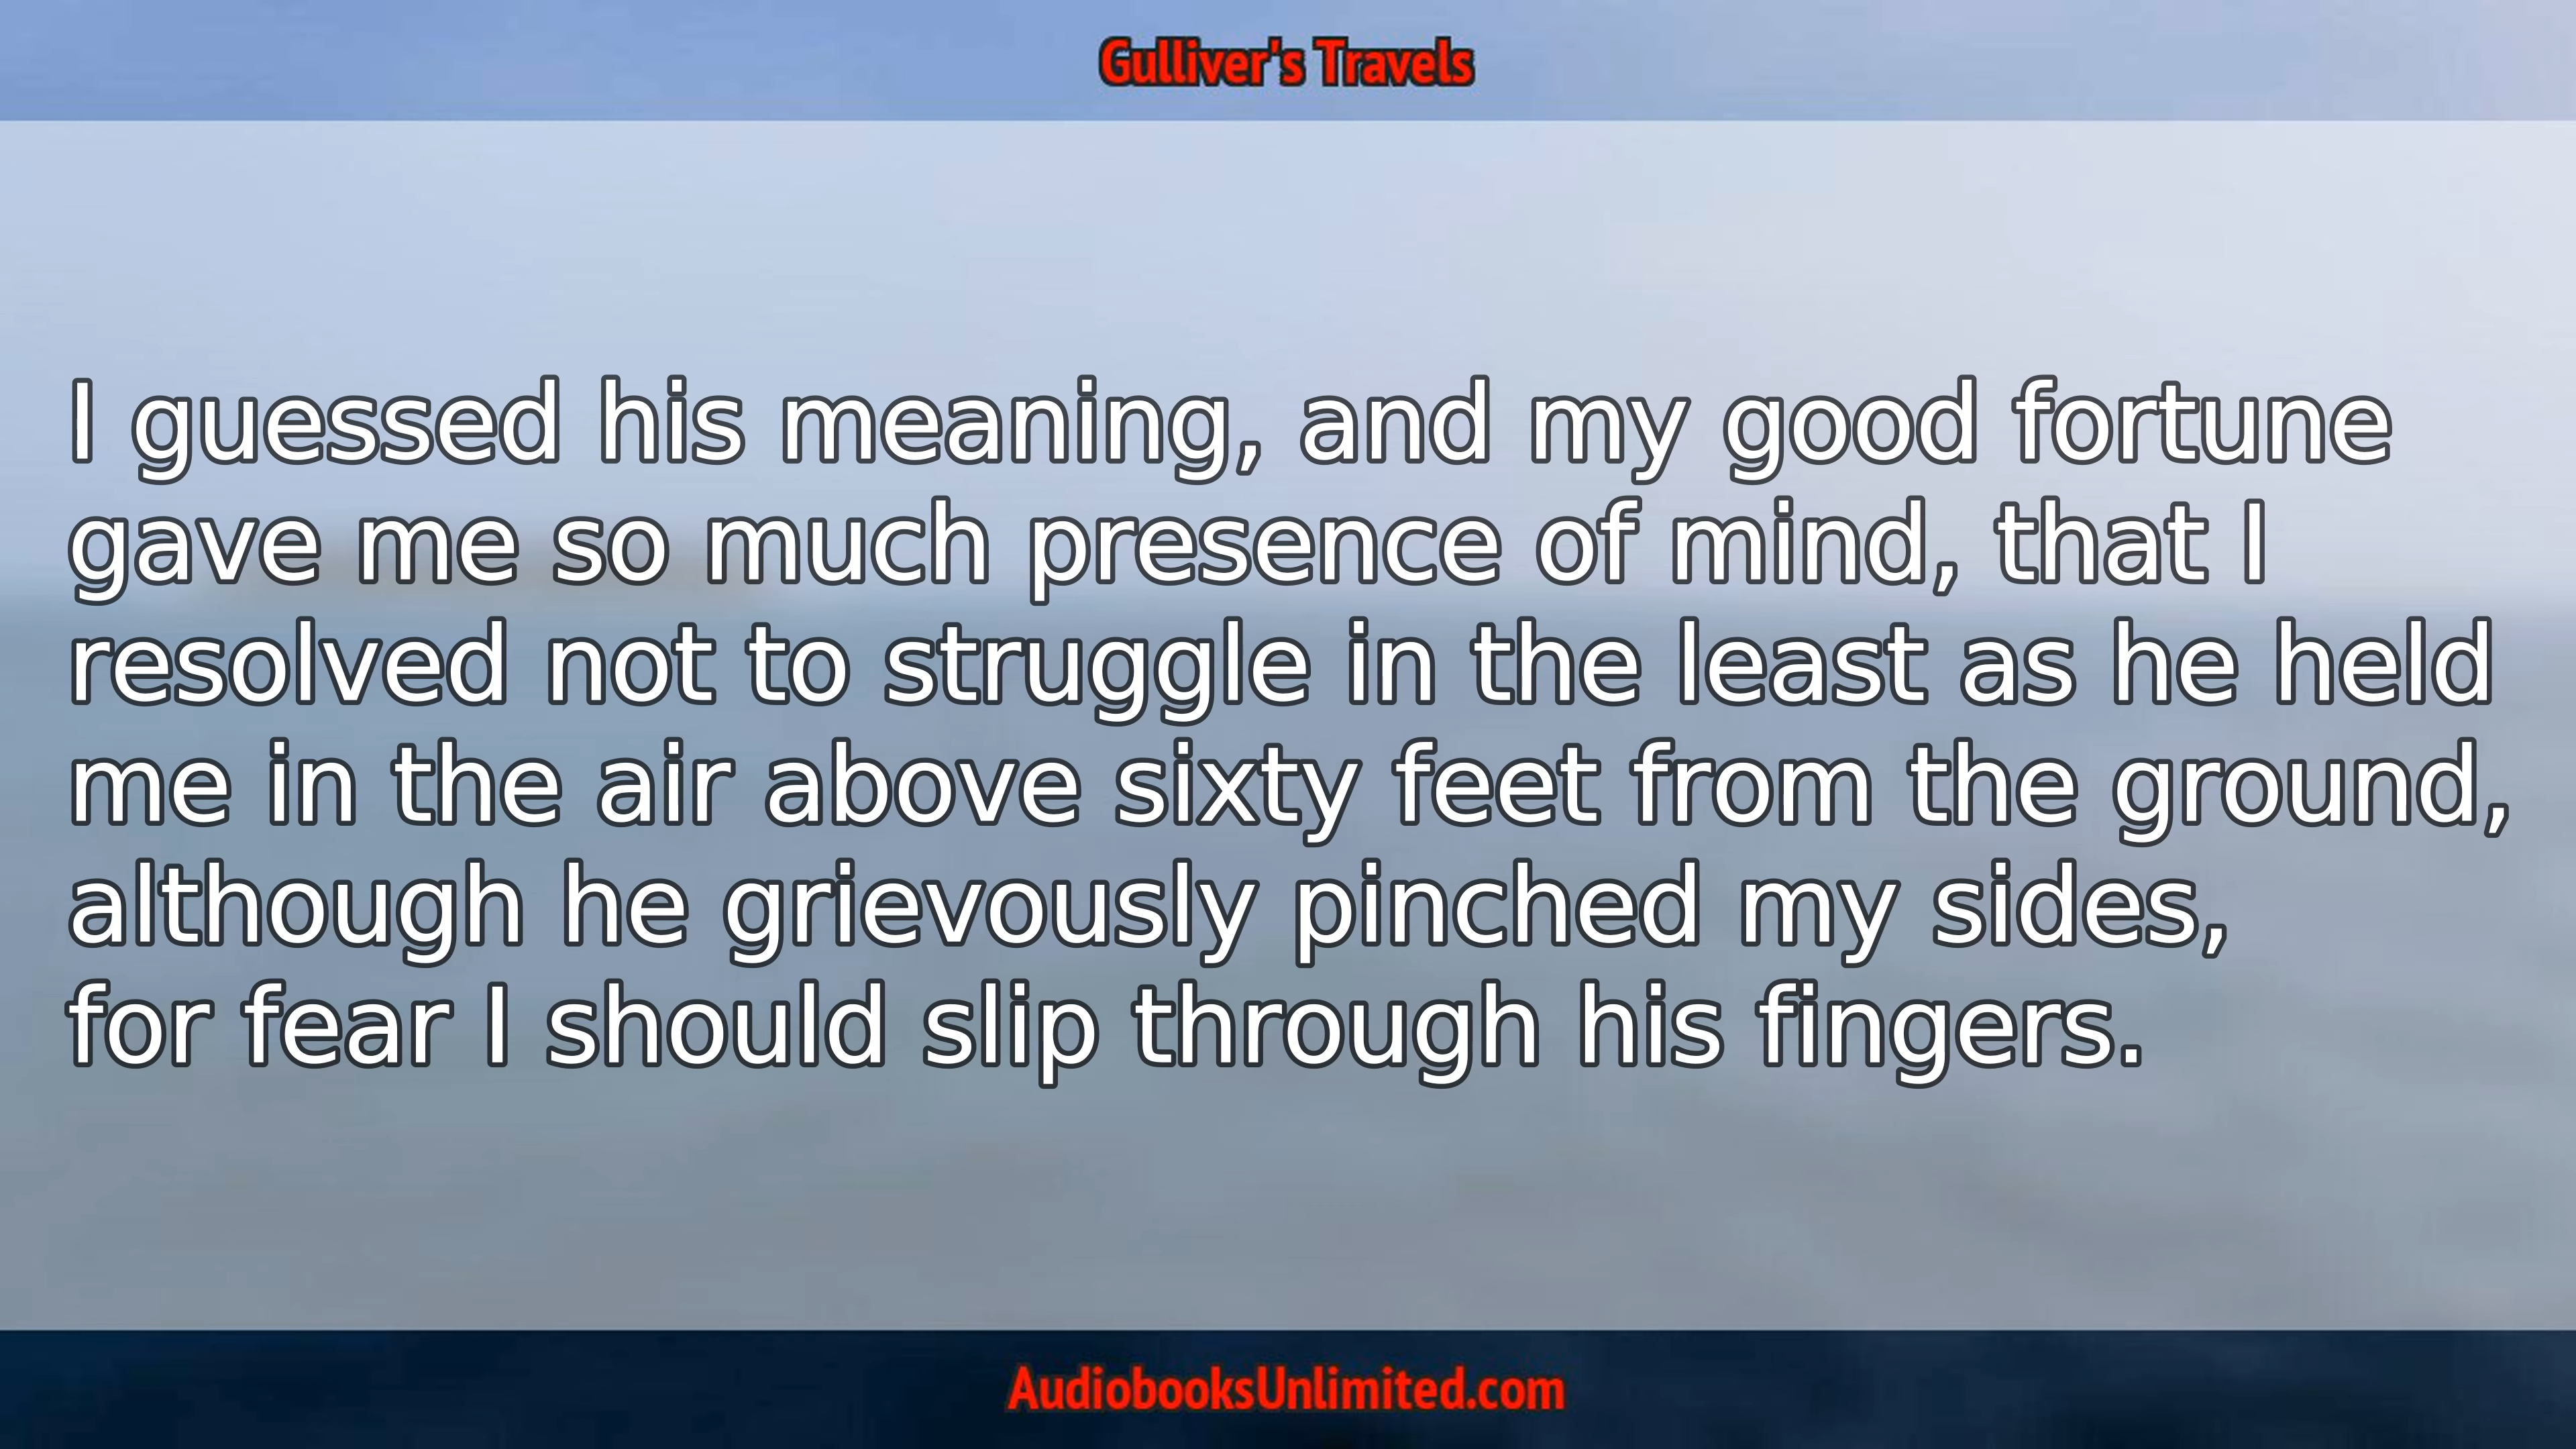 Gulliver's Travels
I guessed his meaning, and my good fortune
gave me so much presence of mind, that I
resolved not to struggle in the least as he held
me in the air above sixty feet from the ground,
although he grievously pinched my sides,
for fear I should slip through his fingers.
AudiobooksUnlimited.com